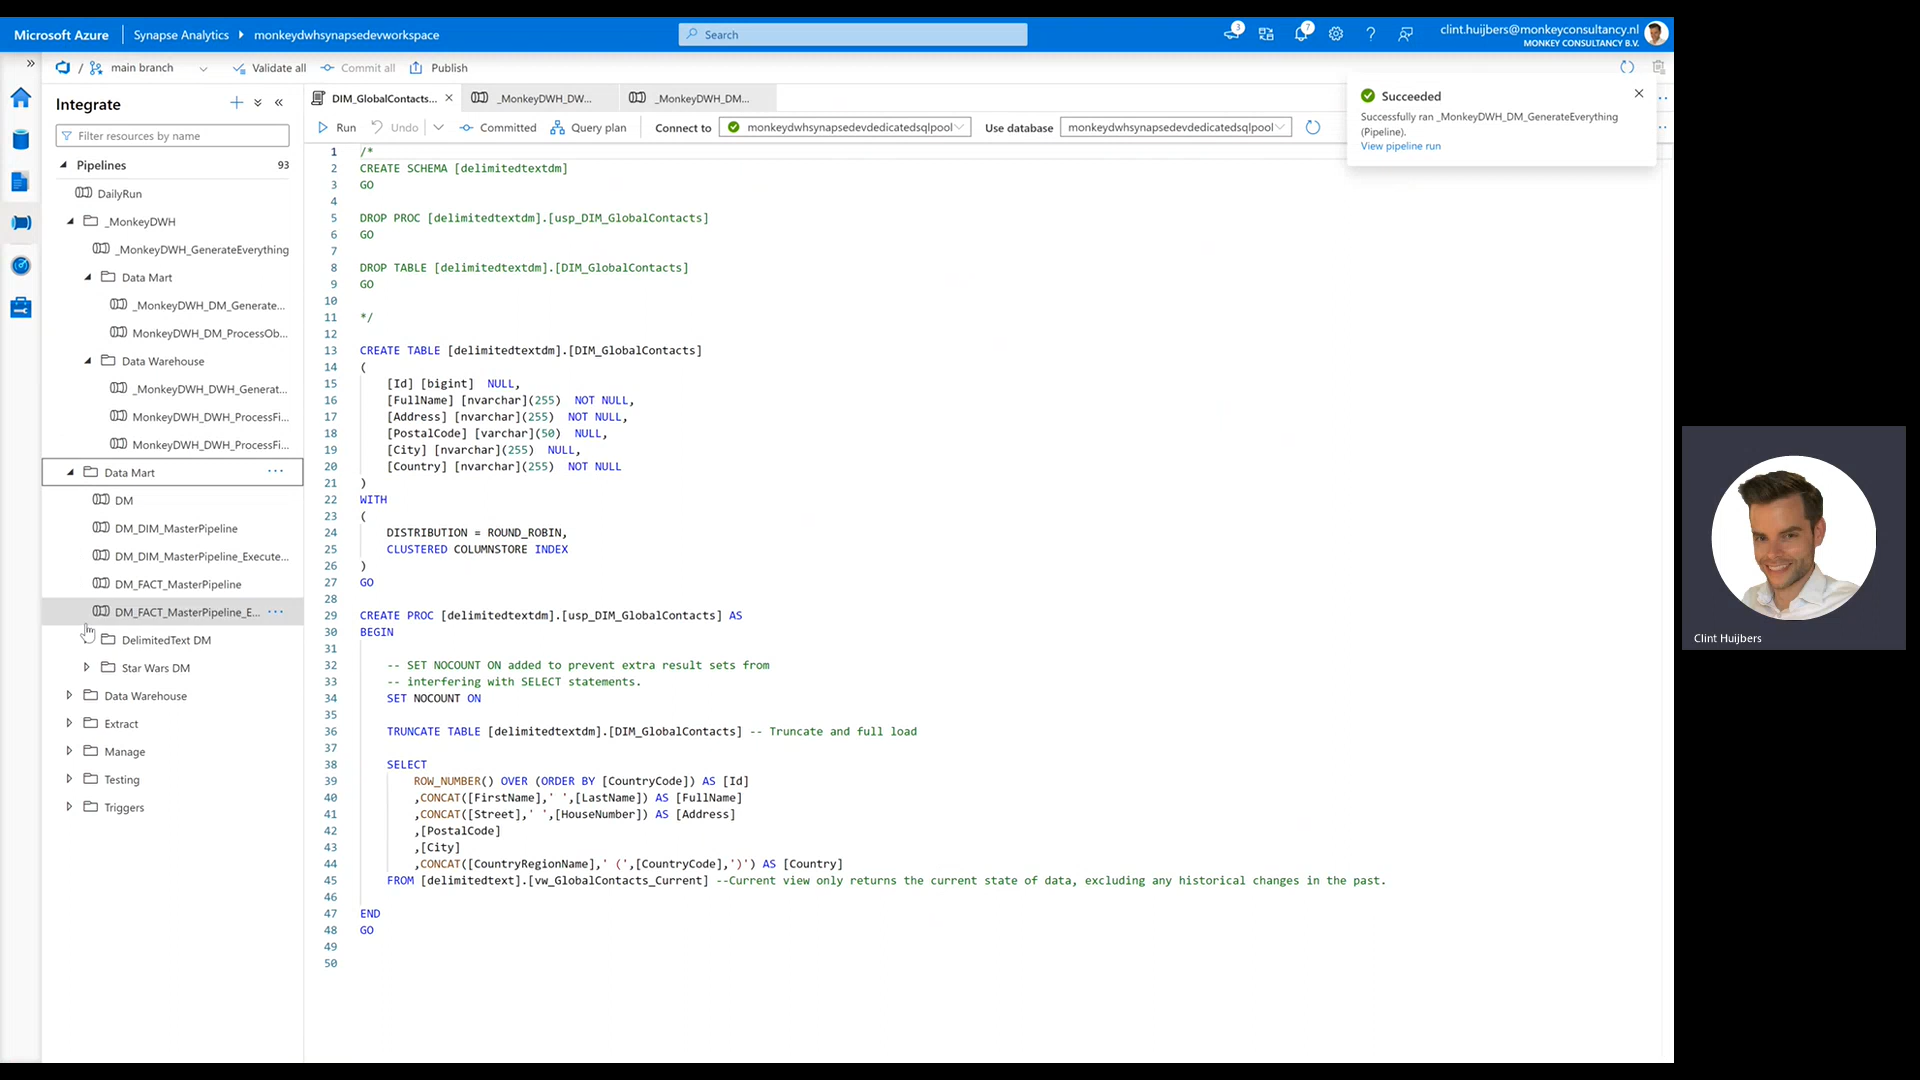 Microsoft Azure
Synapse Analytics
monkeydwhsynapsedevworkspace
Search
3
7
clint.huijbers@monkeyconsultancy.nl
MONKEY CONSULTANCY B.V.
/ main branch
Validate all
Commit all
Publish
Integrate
Filter resources by name
Pipelines 93
DailyRun
_MonkeyDWH
_MonkeyDWH_GenerateEverything
Data Mart
_MonkeyDWH_DM_Generate...
MonkeyDWH_DM_ProcessOb...
Data Warehouse
_MonkeyDWH_DWH_Generat...
MonkeyDWH_DWH_ProcessFi...
MonkeyDWH_DWH_ProcessFi...
Data Mart ...
DM
DM_DIM_MasterPipeline
DM_DIM_MasterPipeline_Execute...
DM_FACT_MasterPipeline
DM_FACT_MasterPipeline_E... ...
DelimitedText DM
Star Wars DM
Data Warehouse
Extract
Manage
Testing
Triggers
DIM_GlobalContacts...
_MonkeyDWH_DW...
_MonkeyDWH_DM...
Run
Undo
Committed
Query plan
Connect to
monkeydwhsynapsedevdedicatedsqlpool
Use database
monkeydwhsynapsedevdedicatedsqlpool
Succeeded
Successfully ran _MonkeyDWH_DM_GenerateEverything
(Pipeline).
View pipeline run
1 /*
2 CREATE SCHEMA [delimitedtextdm]
3 GO
4
5 DROP PROC [delimitedtextdm].[usp_DIM_GlobalContacts]
6 GO
7
8 DROP TABLE [delimitedtextdm].[DIM_GlobalContacts]
9 GO
10
11 */
12
13 CREATE TABLE [delimitedtextdm].[DIM_GlobalContacts]
14 (
15 [Id] [bigint] NULL,
16 [FullName] [nvarchar](255) NOT NULL,
17 [Address] [nvarchar](255) NOT NULL,
18 [PostalCode] [varchar](50) NULL,
19 [City] [nvarchar](255) NULL,
20 [Country] [nvarchar](255) NOT NULL
21 )
22 WITH
23 (
24 DISTRIBUTION = ROUND_ROBIN,
25 CLUSTERED COLUMNSTORE INDEX
26 )
27 GO
28
29 CREATE PROC [delimitedtextdm].[usp_DIM_GlobalContacts] AS
30 BEGIN
31
32 -- SET NOCOUNT ON added to prevent extra result sets from
33 -- interfering with SELECT statements.
34 SET NOCOUNT ON
35
36 TRUNCATE TABLE [delimitedtextdm].[DIM_GlobalContacts] -- Truncate and full load
37
38 SELECT
39 ROW_NUMBER() OVER (ORDER BY [CountryCode]) AS [Id]
40 ,CONCAT([FirstName],' ',[LastName]) AS [FullName]
41 ,CONCAT([Street],' ',[HouseNumber]) AS [Address]
42 ,[PostalCode]
43 ,[City]
44 ,CONCAT([CountryRegionName],' (',[CountryCode],')') AS [Country]
45 FROM [delimitedtext].[vw_GlobalContacts_Current] --Current view only returns the current state of data, excluding any historical changes in the past.
46
47 END
48 GO
49
50
Clint Huijbers